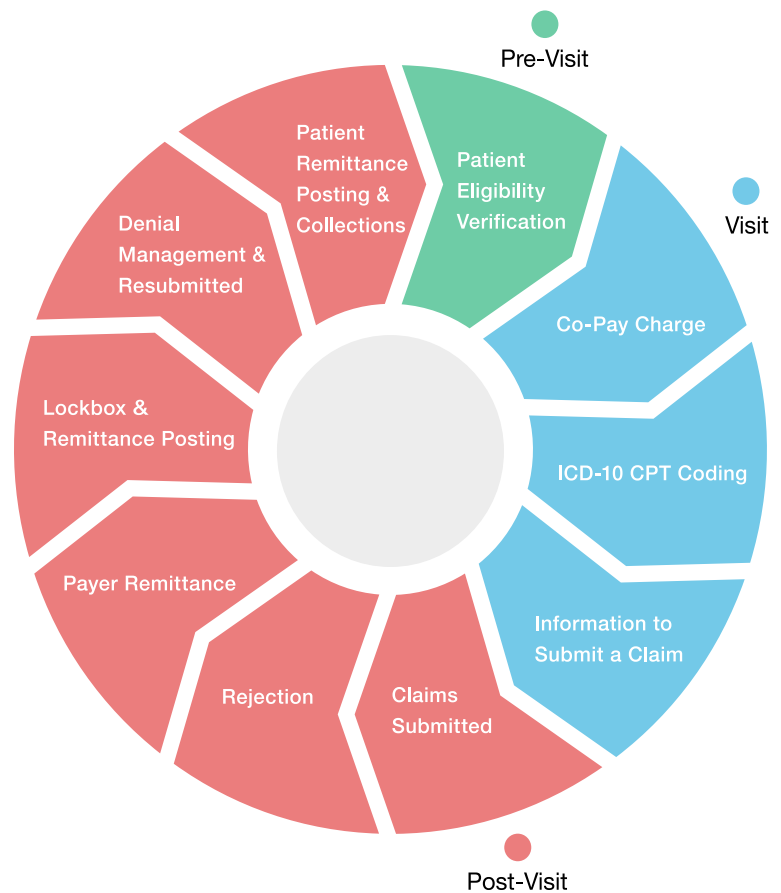 Pre-Visit
Patient
Eligibility
Verification
Visit
Co-Pay Charge
ICD-10 CPT Coding
Information to
Submit a Claim
Claims
Submitted
Post-Visit
Rejection
Payer Remittance
Lockbox &
Remittance Posting
Denial
Management &
Resubmitted
Patient
Remittance
Posting &
Collections